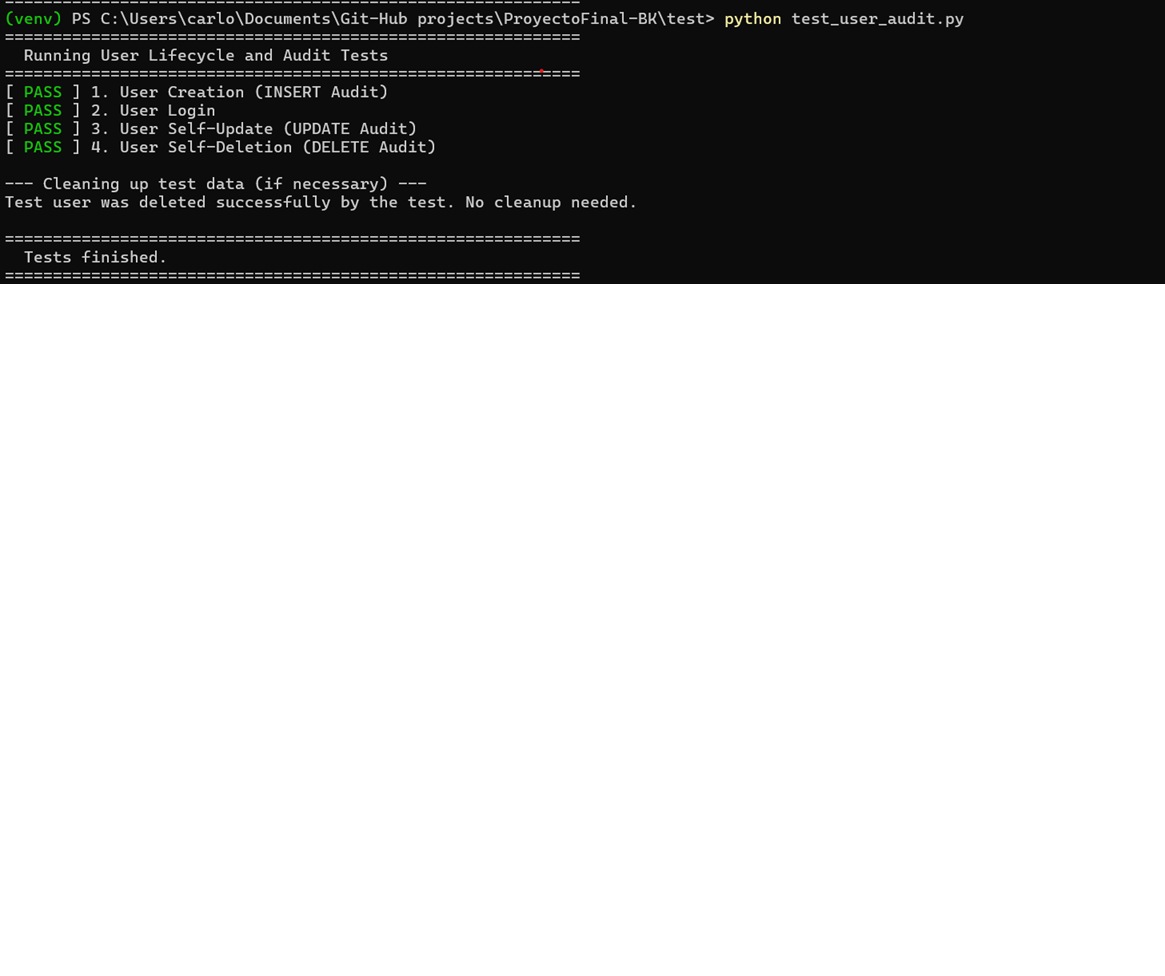 ============================================================
(venv) PS C:\Users\carlo\Documents\Git-Hub projects\ProyectoFinal-BK\test> python test_user_audit.py
============================================================
  Running User Lifecycle and Audit Tests
============================================================
[ PASS ] 1. User Creation (INSERT Audit)
[ PASS ] 2. User Login
[ PASS ] 3. User Self-Update (UPDATE Audit)
[ PASS ] 4. User Self-Deletion (DELETE Audit)

--- Cleaning up test data (if necessary) ---
Test user was deleted successfully by the test. No cleanup needed.

============================================================
  Tests finished.
============================================================